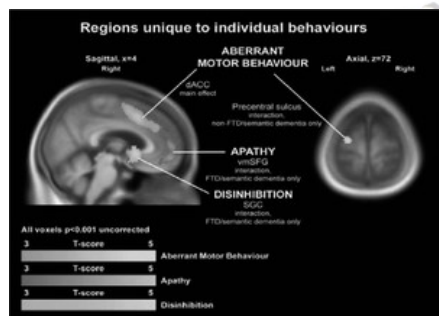 Regions unique to individual behaviours
Sagittal, x=4
Right
ABERRANT
MOTOR BEHAVIOUR
Axial, z=72
Left Right
dACC
main effect
Precentral sulcus
interaction,
non-FTD/semantic dementia only
APATHY
vmSFG
interaction,
FTD/semantic dementia only
DISINHIBITION
SGC
interaction,
FTD/semantic dementia only
All voxels p<0.001 uncorrected
3 T-score 5
Aberrant Motor Behaviour
3 T-score 5
Apathy
3 T-score 5
Disinhibition